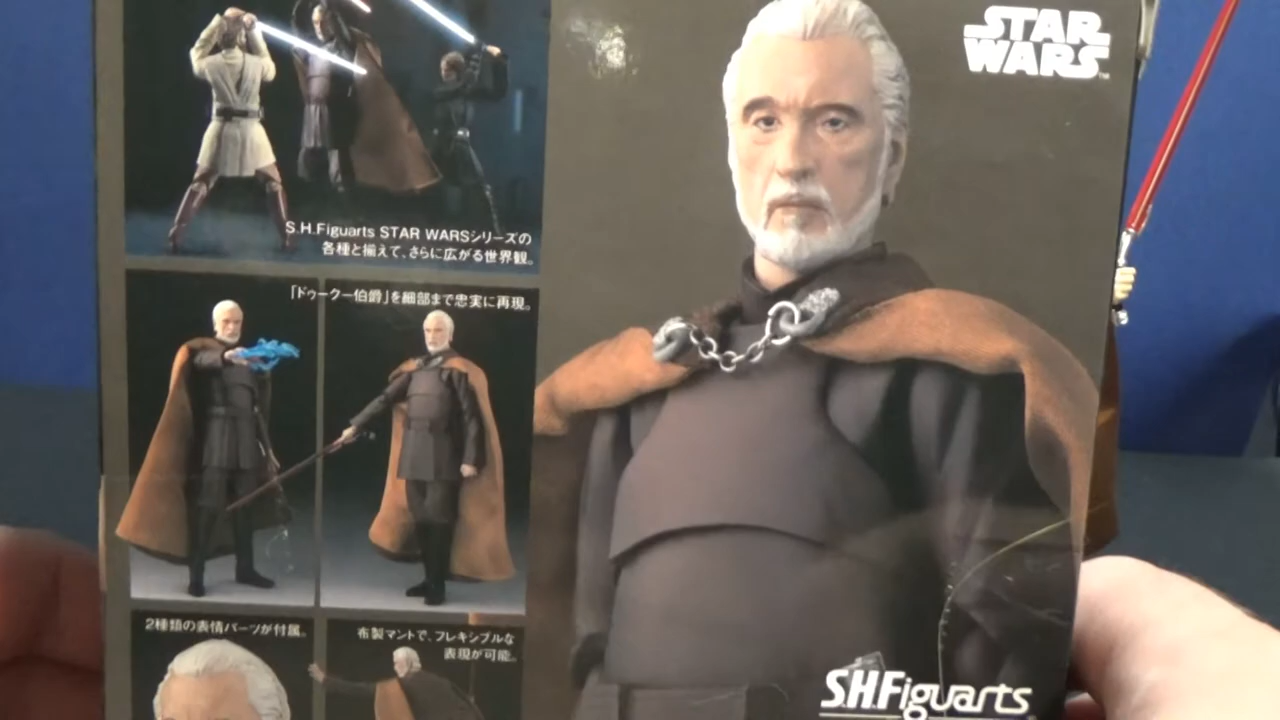 STAR
WARS
S.H.Figuarts STAR WARSシリーズの
各種と揃えて、さらに広がる世界観。
「ドゥークー伯爵」を細部まで忠実に再現。
2種類の表情パーツが付属。
布製マントで、フレキシブルな
表現が可能。
S.H.Figuarts